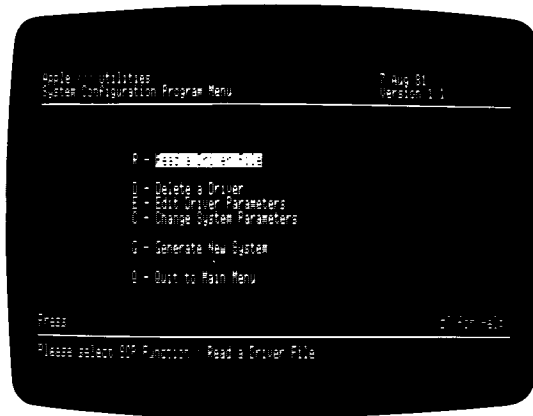 Apple /// utilities
7 Aug 81
System Configuration Program Menu
Version 1.1
R - Read a Driver File
D - Delete a Driver
E - Edit Driver Parameters
C - Change System Parameters
G - Generate New System
Q - Quit to Main Menu
Press
for Help
Please select SCP Function : Read a Driver File